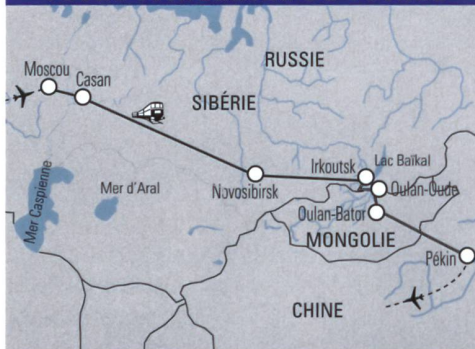 RUSSIE
Moscou
Casan
SIBÉRIE
Irkoutsk
Lac Baïkal
Novosibirsk
Oulan-Oude
Mer Caspienne
Mer d'Aral
Oulan-Bator
MONGOLIE
Pékin
CHINE